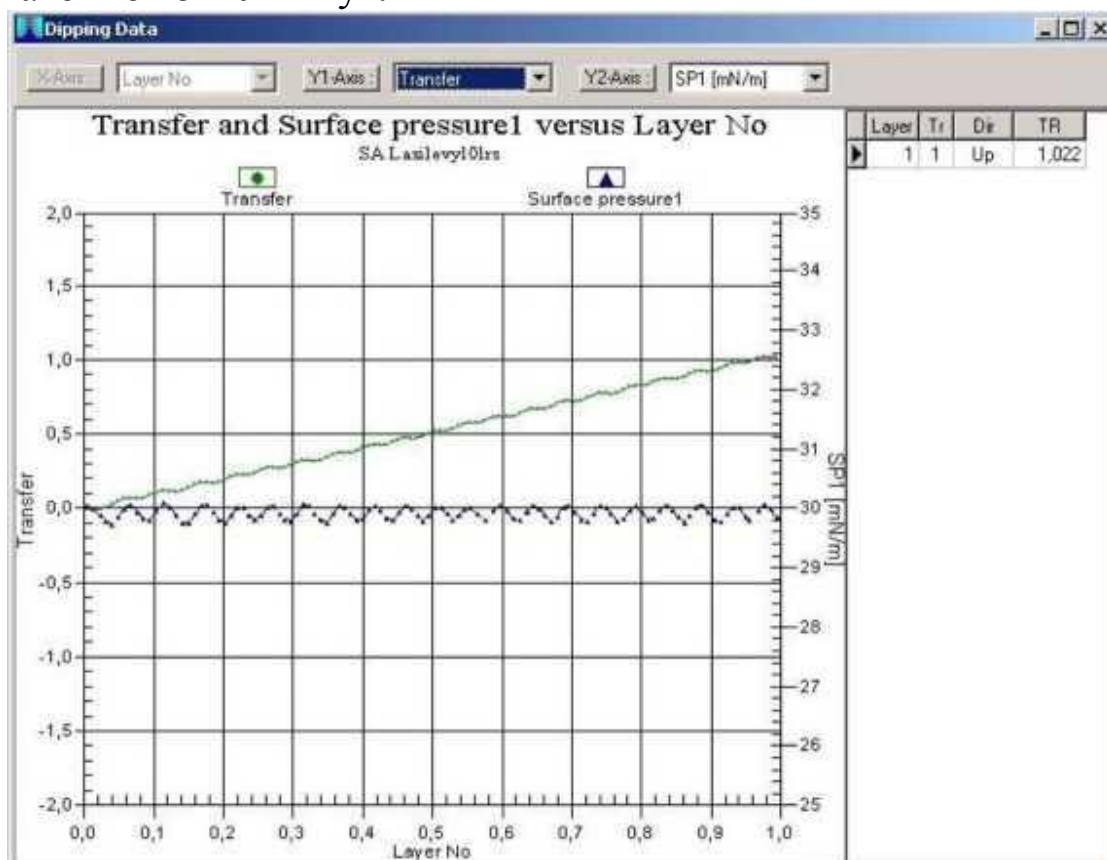 Dipping Data
X-Axis : Layer No Y1-Axis : Transfer Y2-Axis : SP1 [mN/m]
Transfer and Surface pressure1 versus Layer No
Transfer Surface pressure1
2,0
1,5
1,0
0,5
0,0
-0,5
-1,0
-1,5
-2,0
Transfer
35
34
33
32
31
30
29
28
27
26
25
SP1 [mN/m]
0,0 0,1 0,2 0,3 0,4 0,5 0,6 0,7 0,8 0,9 1,0
Layer No
Layer Tr Dir TR
1 1 Up 1,022